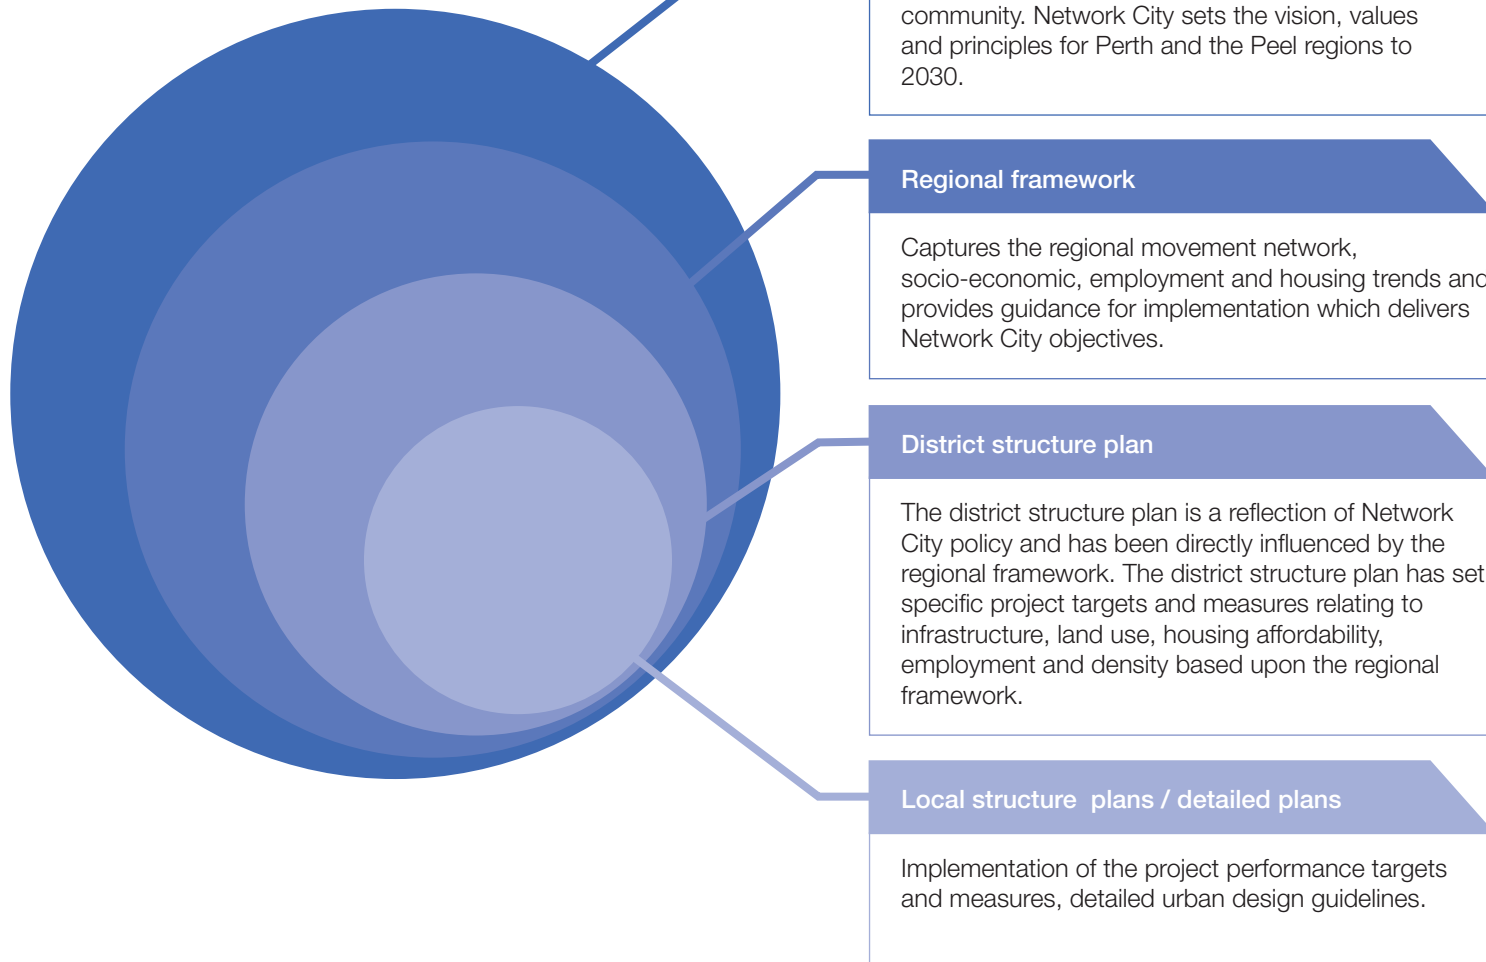 community. Network City sets the vision, values
and principles for Perth and the Peel regions to
2030.
Regional framework
Captures the regional movement network,
socio-economic, employment and housing trends and
provides guidance for implementation which delivers
Network City objectives.
District structure plan
The district structure plan is a reflection of Network
City policy and has been directly influenced by the
regional framework. The district structure plan has set
specific project targets and measures relating to
infrastructure, land use, housing affordability,
employment and density based upon the regional
framework.
Local structure  plans / detailed plans
Implementation of the project performance targets
and measures, detailed urban design guidelines.